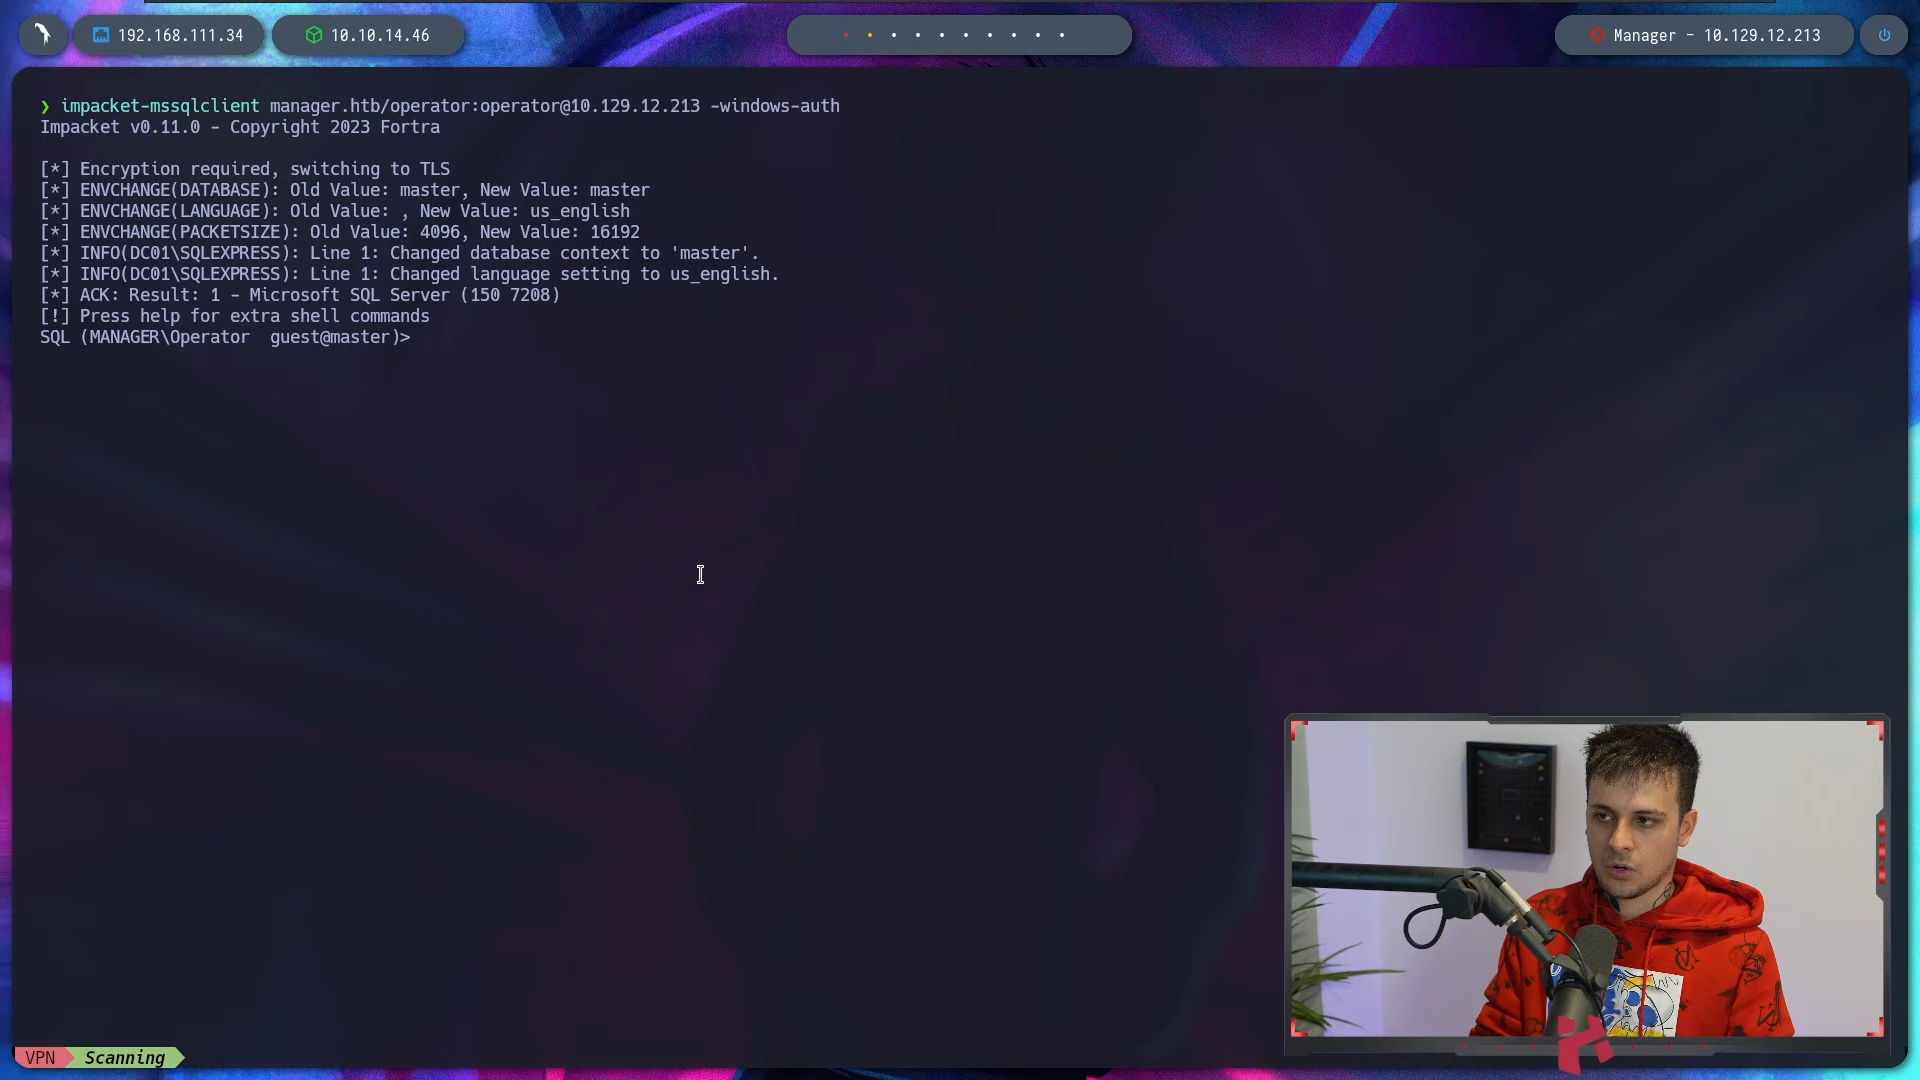 192.168.111.34
10.10.14.46
Manager - 10.129.12.213
❯ impacket-mssqlclient manager.htb/operator:operator@10.129.12.213 -windows-auth
Impacket v0.11.0 - Copyright 2023 Fortra
[*] Encryption required, switching to TLS
[*] ENVCHANGE(DATABASE): Old Value: master, New Value: master
[*] ENVCHANGE(LANGUAGE): Old Value: , New Value: us_english
[*] ENVCHANGE(PACKETSIZE): Old Value: 4096, New Value: 16192
[*] INFO(DC01\SQLEXPRESS): Line 1: Changed database context to 'master'.
[*] INFO(DC01\SQLEXPRESS): Line 1: Changed language setting to us_english.
[*] ACK: Result: 1 - Microsoft SQL Server (150 7208)
[!] Press help for extra shell commands
SQL (MANAGER\Operator  guest@master)>
VPN Scanning